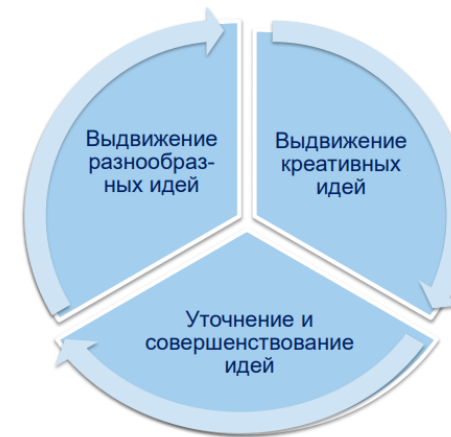 Выдвижение
разнообраз-
ных идей
Выдвижение
креативных
идей
Уточнение и
совершенствование
идей